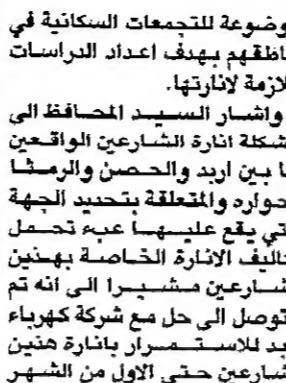 وضوعة للتجمعات السكانية في
ناطقهم بهدف اعداد الدراسات
لازمة لانارتها.
واشار السيد المحافظ الى
شكلة انارة الشارعين الواقعين
ا بين اربد والحصن والرمثا
حواره والمتعلقة بتحديد الجهة
تي يقع عليها عبء تحمل
كاليف الانارة الخاصة بهذين
شارعين مشيرا الى انه تم
توصل الى حل مع شركة كهرباء
بد للاستمرار بانارة هذين
شارعين حتى الاول من الشهر